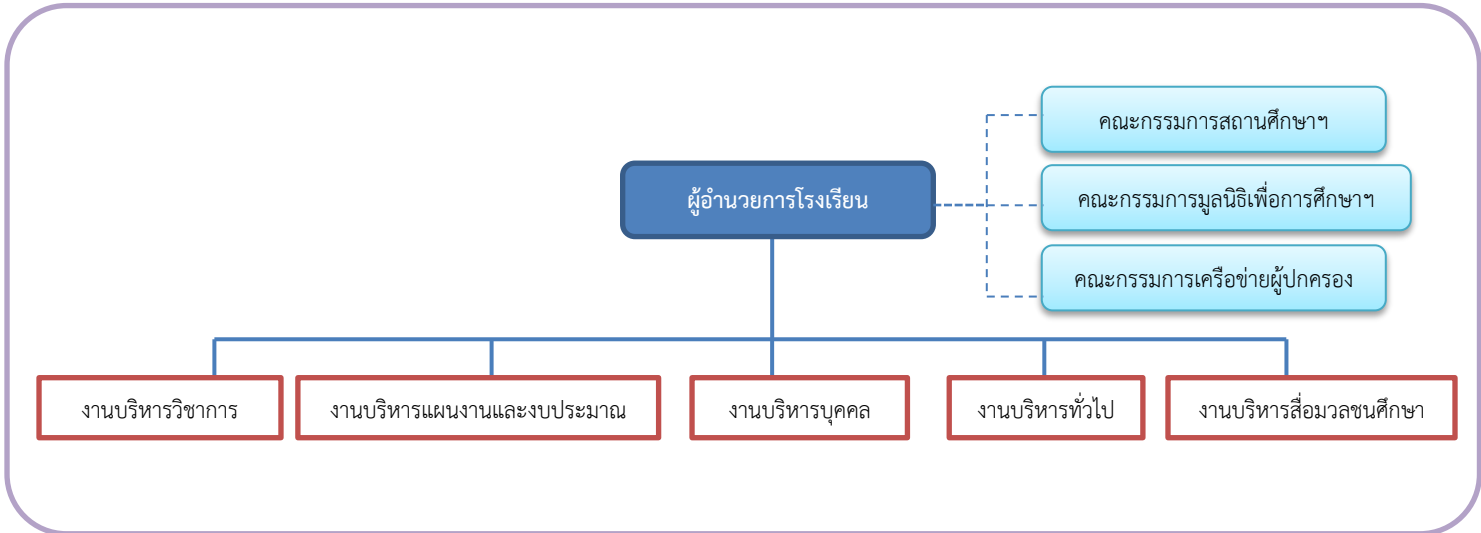 คณะกรรมการสถานศึกษาฯ
ผู้อำนวยการโรงเรียน
คณะกรรมการมูลนิธิเพื่อการศึกษาฯ
คณะกรรมการเครือข่ายผู้ปกครอง
งานบริหารวิชาการ
งานบริหารแผนงานและงบประมาณ
งานบริหารบุคคล
งานบริหารทั่วไป
งานบริหารสื่อมวลชนศึกษา